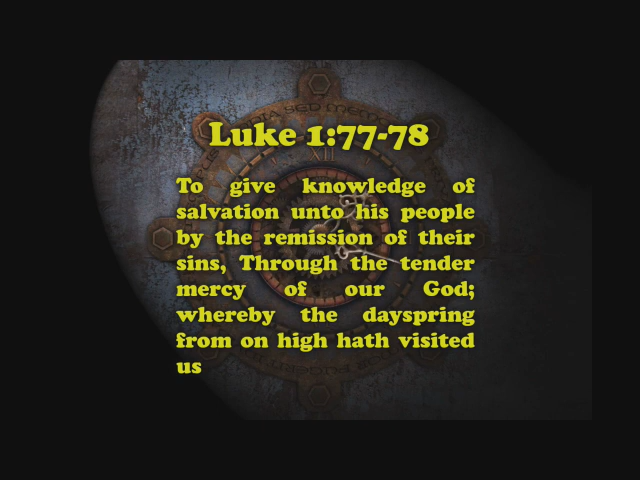 Luke 1:77-78
To give knowledge of
salvation unto his people
by the remission of their
sins, Through the tender
mercy of our God;
whereby the dayspring
from on high hath visited
us
XII